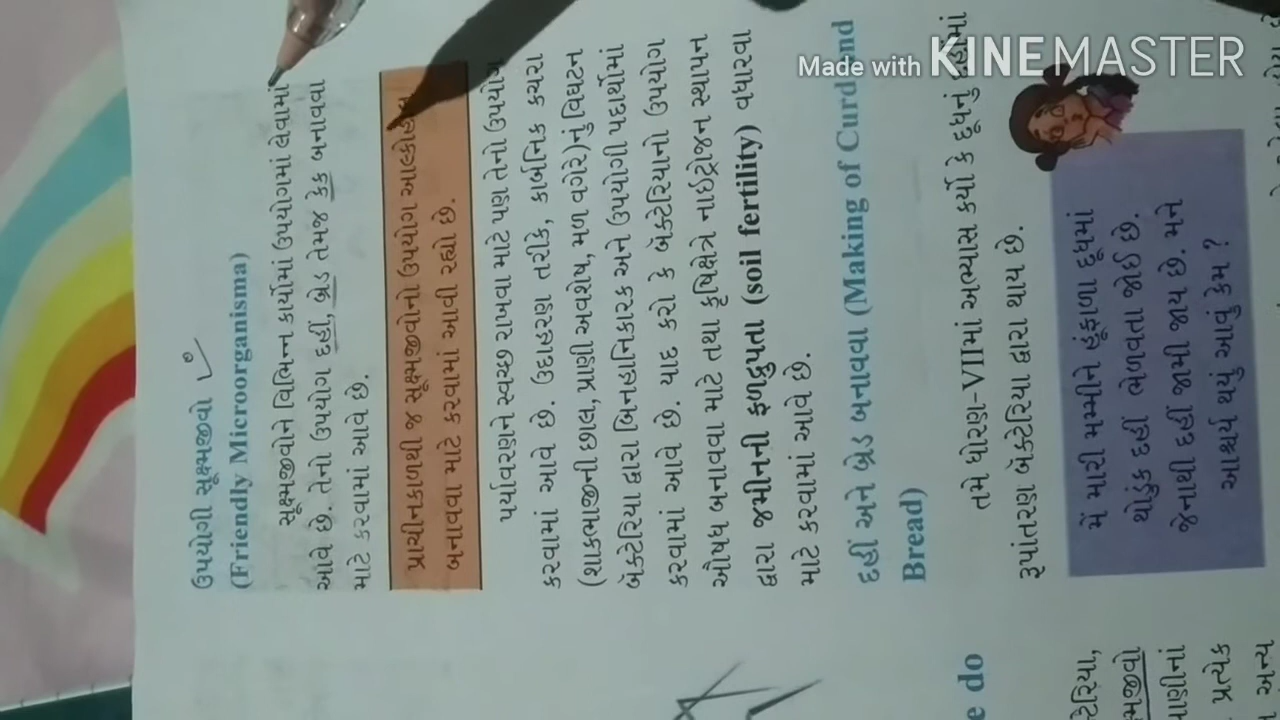 Made with KINEMASTER
ઉપયોગી સૂક્ષ્મજીવો
(Friendly Microorganisma)
સૂક્ષ્મજીવોને વિભિન્ન કાર્યોમાં ઉપયોગમાં લેવામાં
આવે છે. તેનો ઉપયોગ દહીં, બ્રેડ તેમજ કેક બનાવવા
માટે કરવામાં આવે છે.
પ્રાચીનકાળથી જ સૂક્ષ્મજીવોનો ઉપયોગ
બનાવવા માટે કરવામાં આવી રહ્યો છે.
પર્યાવરણને સ્વચ્છ રાખવા માટે પણ તેનો ઉપયોગ
કરવામાં આવે છે. ઉદાહરણ તરીકે, કાર્બનિક કચરા
(શાકભાજીની છાલ, પ્રાણી અવશેષ, મળ વગેરે)નું વિઘટન
બૅક્ટેરિયા દ્વારા બિનહાનિકારક અને ઉપયોગી પદાર્થોમાં
કરવામાં આવે છે. યાદ કરો કે બૅક્ટેરિયાનો ઉપયોગ
ઔષધ બનાવવા માટે તથા કૃષિક્ષેત્રે નાઇટ્રોજન સ્થાપન
દ્વારા જમીનની ફળદ્રુપતા (soil fertility) વધારવા
માટે કરવામાં આવે છે.
દહીં અને બ્રેડ બનાવવા (Making of Curd and
Bread)
તમે ધોરણ-VIIમાં અભ્યાસ કર્યો કે દૂધનું દહીંમાં
રૂપાંતરણ બૅક્ટેરિયા દ્વારા થાય છે.
મેં મારી મમ્મીને હૂંફાળા દૂધમાં
થોડુંક દહીં ભેળવતા જોઈ છે.
જેનાથી દહીં જામી જાય છે. મને
આશ્ચર્ય થયું આવું કેમ ?
e do
ક્ટેરિયા,
મજીવો
પાણીનાં
પ્રત્યેક
અન્ય